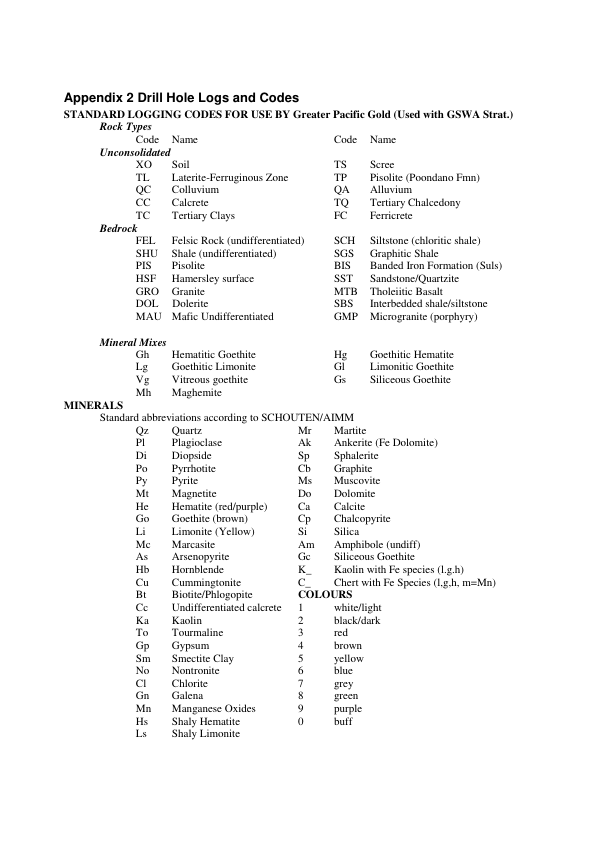 Appendix 2 Drill Hole Logs and Codes
STANDARD LOGGING CODES FOR USE BY Greater Pacific Gold (Used with GSWA Strat.)
Rock Types
Code Name Code Name
Unconsolidated
XO Soil TS Scree
TL Laterite-Ferruginous Zone TP Pisolite (Poondano Fmn)
QC Colluvium QA Alluvium
CC Calcrete TQ Tertiary Chalcedony
TC Tertiary Clays FC Ferricrete
Bedrock
FEL Felsic Rock (undifferentiated) SCH Siltstone (chloritic shale)
SHU Shale (undifferentiated) SGS Graphitic Shale
PIS Pisolite BIS Banded Iron Formation (Suls)
HSF Hamersley surface SST Sandstone/Quartzite
GRO Granite MTB Tholeiitic Basalt
DOL Dolerite SBS Interbedded shale/siltstone
MAU Mafic Undifferentiated GMP Microgranite (porphyry)
Mineral Mixes
Gh Hematitic Goethite Hg Goethitic Hematite
Lg Goethitic Limonite Gl Limonitic Goethite
Vg Vitreous goethite Gs Siliceous Goethite
Mh Maghemite
MINERALS
Standard abbreviations according to SCHOUTEN/AIMM
Qz Quartz Mr Martite
Pl Plagioclase Ak Ankerite (Fe Dolomite)
Di Diopside Sp Sphalerite
Po Pyrrhotite Cb Graphite
Py Pyrite Ms Muscovite
Mt Magnetite Do Dolomite
He Hematite (red/purple) Ca Calcite
Go Goethite (brown) Cp Chalcopyrite
Li Limonite (Yellow) Si Silica
Mc Marcasite Am Amphibole (undiff)
As Arsenopyrite Gc Siliceous Goethite
Hb Hornblende K_ Kaolin with Fe species (l.g.h)
Cu Cummingtonite C_ Chert with Fe Species (l,g,h, m=Mn)
Bt Biotite/Phlogopite COLOURS
Cc Undifferentiated calcrete 1 white/light
Ka Kaolin 2 black/dark
To Tourmaline 3 red
Gp Gypsum 4 brown
Sm Smectite Clay 5 yellow
No Nontronite 6 blue
Cl Chlorite 7 grey
Gn Galena 8 green
Mn Manganese Oxides 9 purple
Hs Shaly Hematite 0 buff
Ls Shaly Limonite